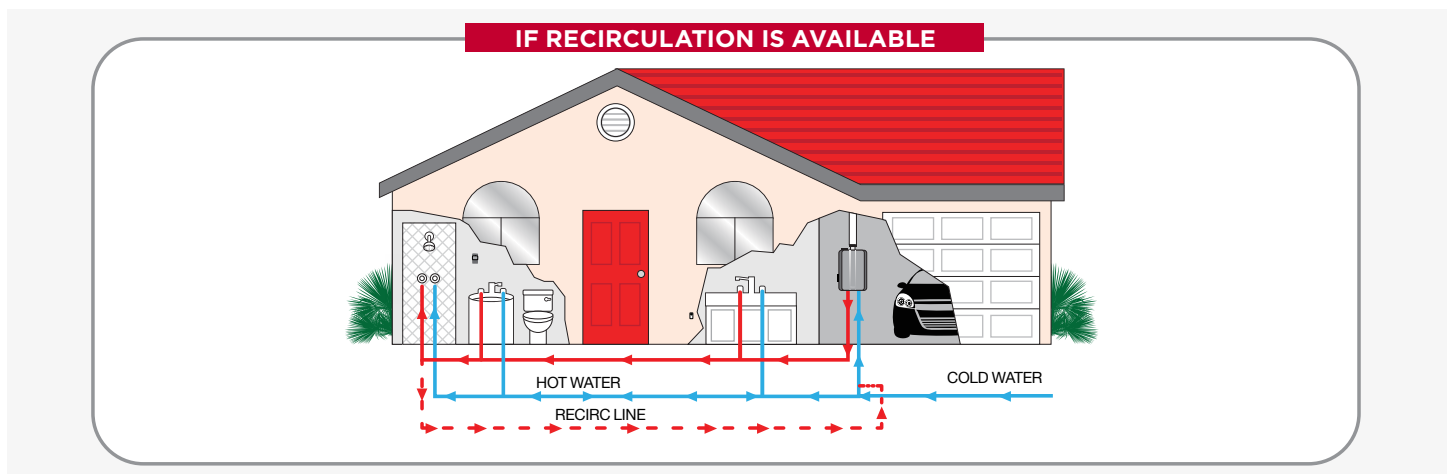 IF RECIRCULATION IS AVAILABLE
COLD WATER
HOT WATER
RECIRC LINE